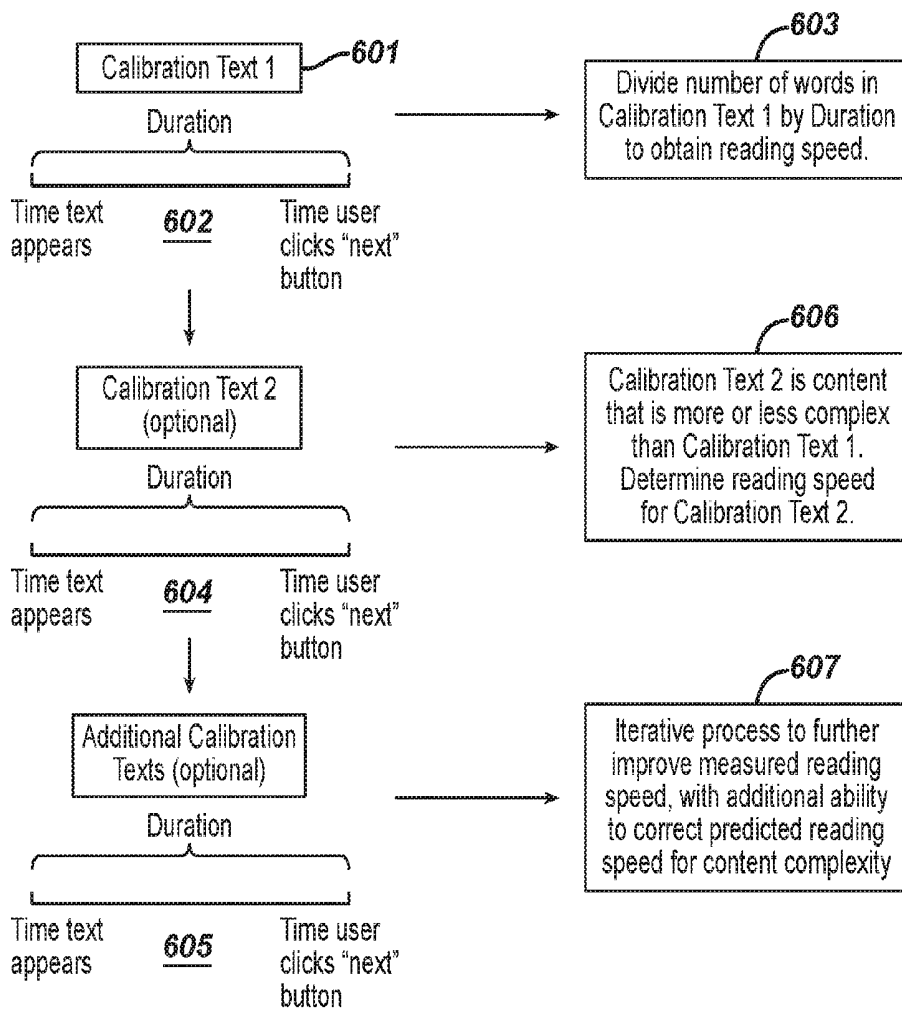 Calibration Text 1
601
Duration
Time text
appears
602
Time user
clicks "next"
button
603
Divide number of words in
Calibration Text 1 by Duration
to obtain reading speed.
Calibration Text 2
(optional)
Duration
Time text
appears
604
Time user
clicks "next"
button
606
Calibration Text 2 is content
that is more or less complex
than Calibration Text 1.
Determine reading speed
for Calibration Text 2.
Additional Calibration
Texts (optional)
Duration
Time text
appears
605
Time user
clicks "next"
button
607
Iterative process to further
improve measured reading
speed, with additional ability
to correct predicted reading
speed for content complexity